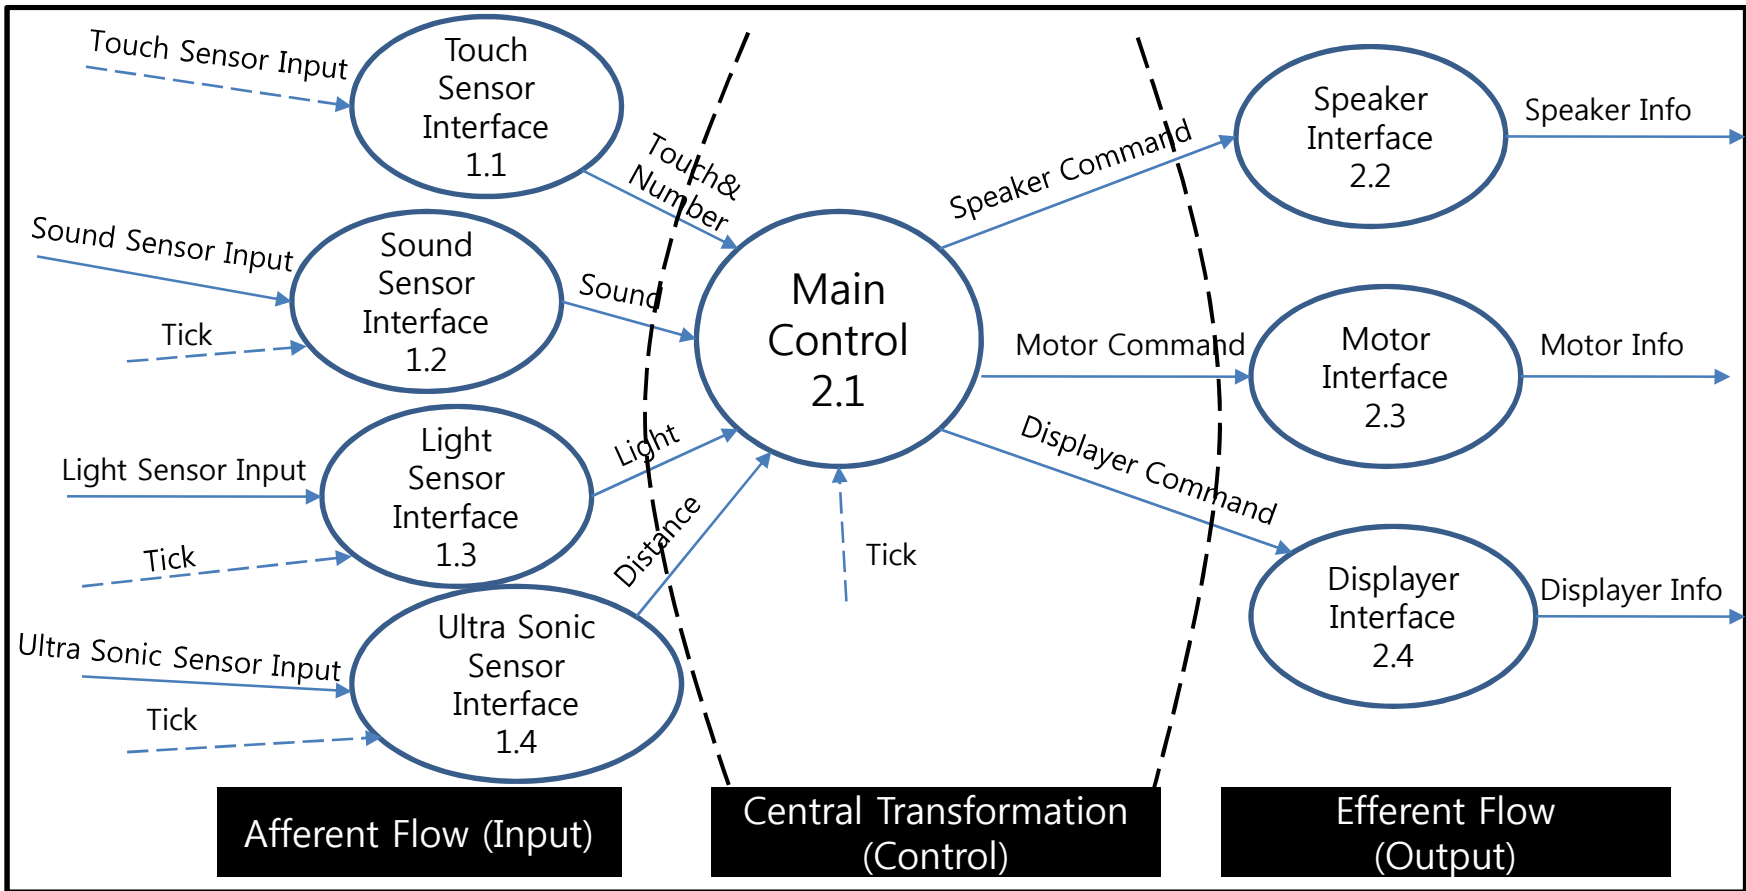 Touch Sensor Input
Touch
Sensor
Interface
1.1
Touch&
Number
Sound Sensor Input
Tick
Sound
Sensor
Interface
1.2
Sound
Light Sensor Input
Tick
Light
Sensor
Interface
1.3
Light
Ultra Sonic Sensor Input
Tick
Ultra Sonic
Sensor
Interface
1.4
Distance
Main
Control
2.1
Tick
Speaker Command
Speaker
Interface
2.2
Speaker Info
Motor Command
Motor
Interface
2.3
Motor Info
Displayer Command
Displayer
Interface
2.4
Displayer Info
Afferent Flow (Input)
Central Transformation
(Control)
Efferent Flow
(Output)